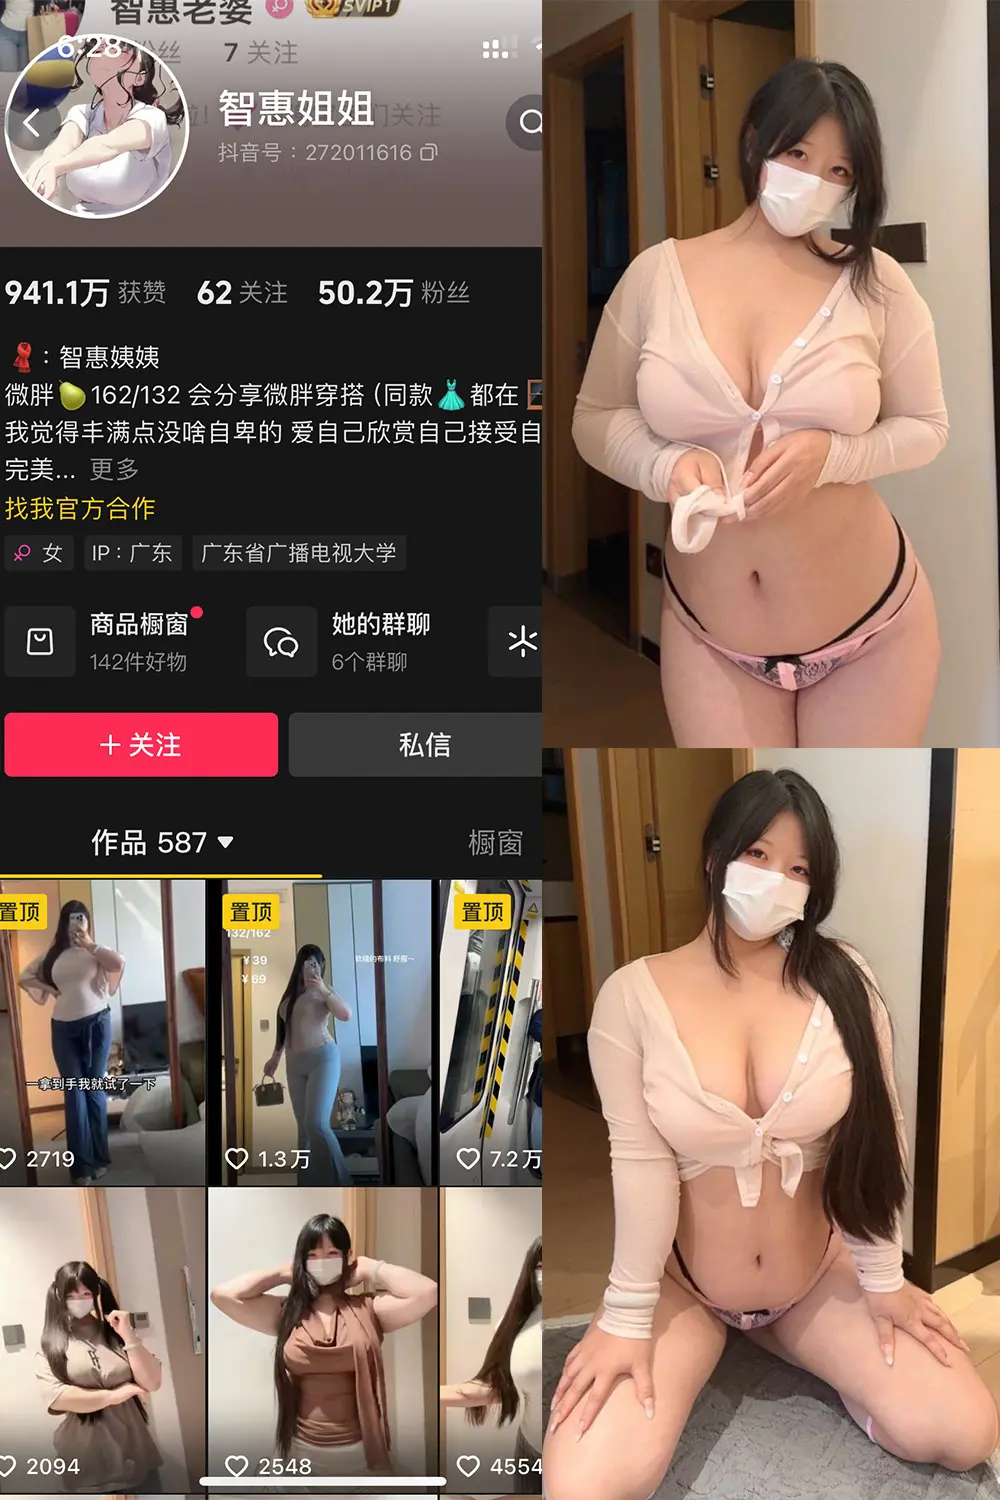 智惠老婆
SVIP1
粉丝
7 关注
6:28
们关注
智惠姐姐
抖音号：272011616
941.1万 获赞 62 关注 50.2万 粉丝
：智惠姨姨
微胖🍐162/132 会分享微胖穿搭 (同款👗都在
我觉得丰满点没啥自卑的 爱自己欣赏自己接受自
完美... 更多
找我官方合作
女 IP：广东 广东省广播电视大学
商品橱窗 她的群聊
142件好物 6个群聊
＋关注 私信
作品 587 橱窗
置顶 置顶 置顶
132/162
￥39
￥69
软糯的布料 舒服～
一拿到手我就试了一下
2719 1.3万 7.2万
2094 2548 4554